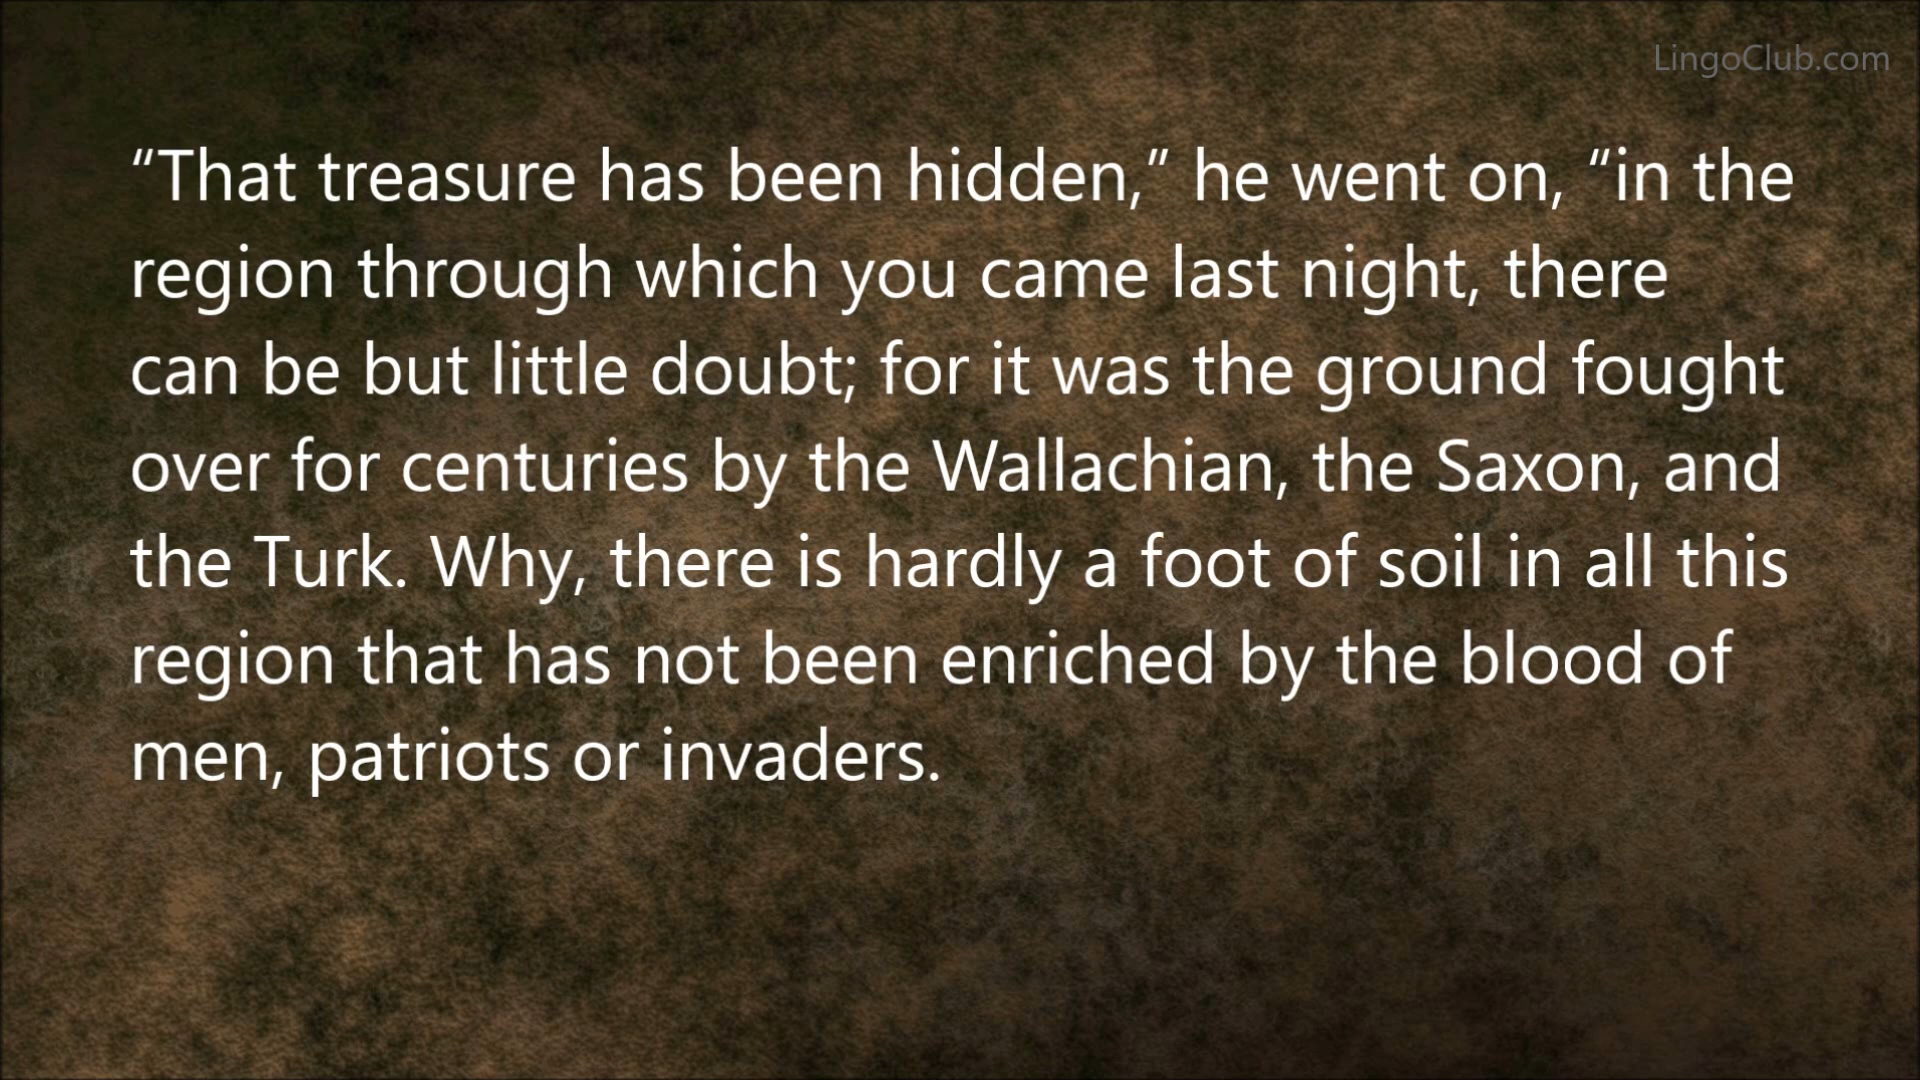 LingoClub.com
“That treasure has been hidden,” he went on, “in the
region through which you came last night, there
can be but little doubt; for it was the ground fought
over for centuries by the Wallachian, the Saxon, and
the Turk. Why, there is hardly a foot of soil in all this
region that has not been enriched by the blood of
men, patriots or invaders.